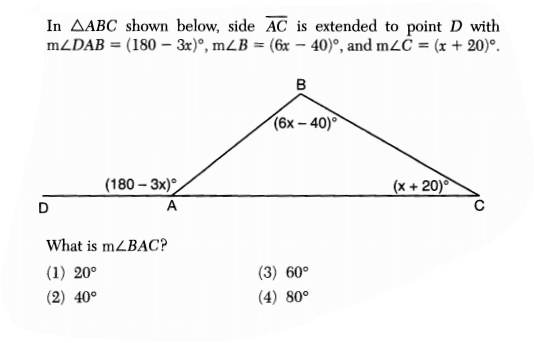 In △ABC shown below, side A̅C̅ is extended to point D with
m∠DAB = (180 – 3x)°, m∠B = (6x – 40)°, and m∠C = (x + 20)°.
B
(6x – 40)°
(180 – 3x)°
(x + 20)°
D
A
C
What is m∠BAC?
(1) 20°
(3) 60°
(2) 40°
(4) 80°